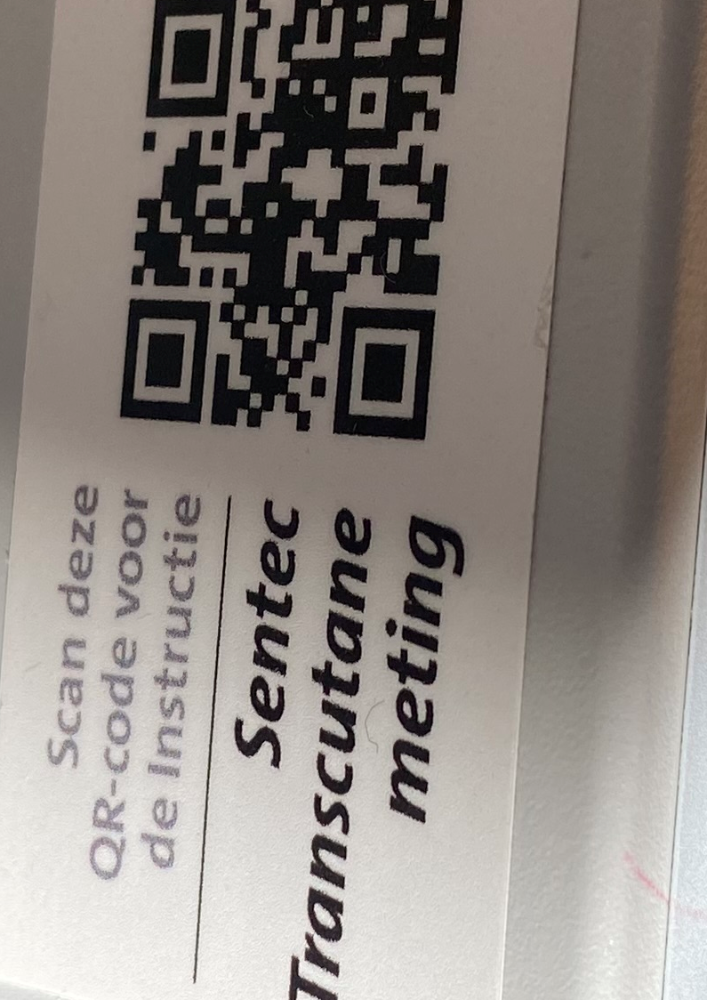 Scan deze
QR-code voor
de Instructie
Sentec
Transcutane
meting